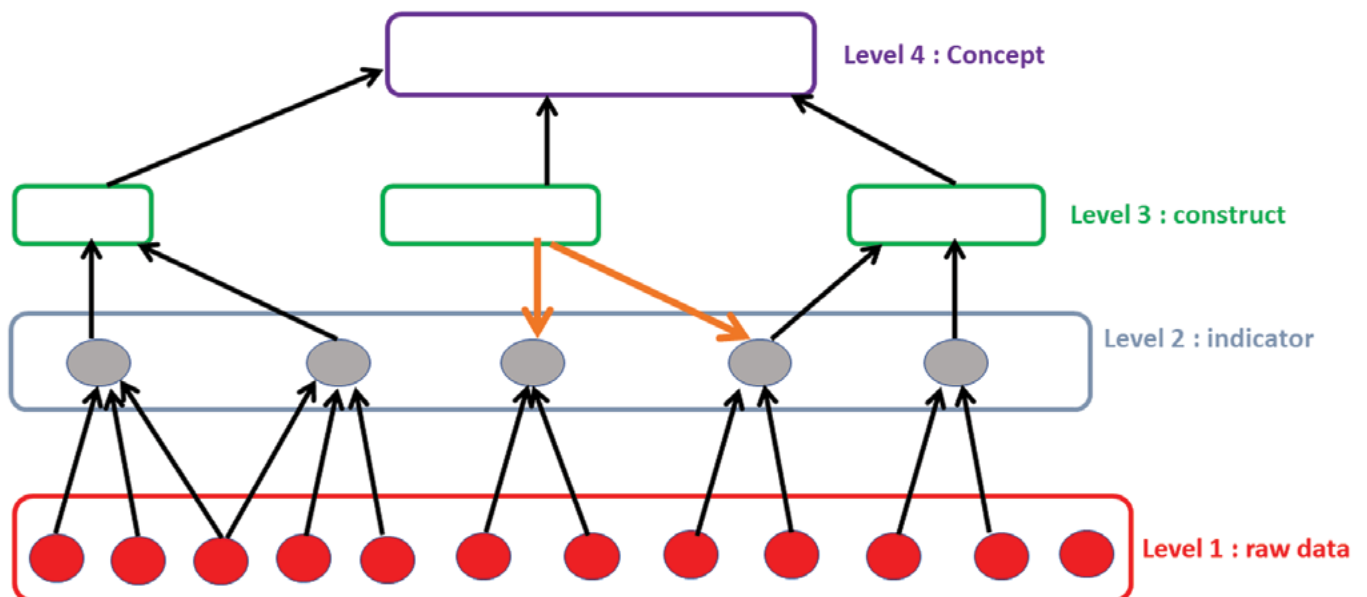 Level 4 : Concept
Level 3 : construct
Level 2 : indicator
Level 1 : raw data